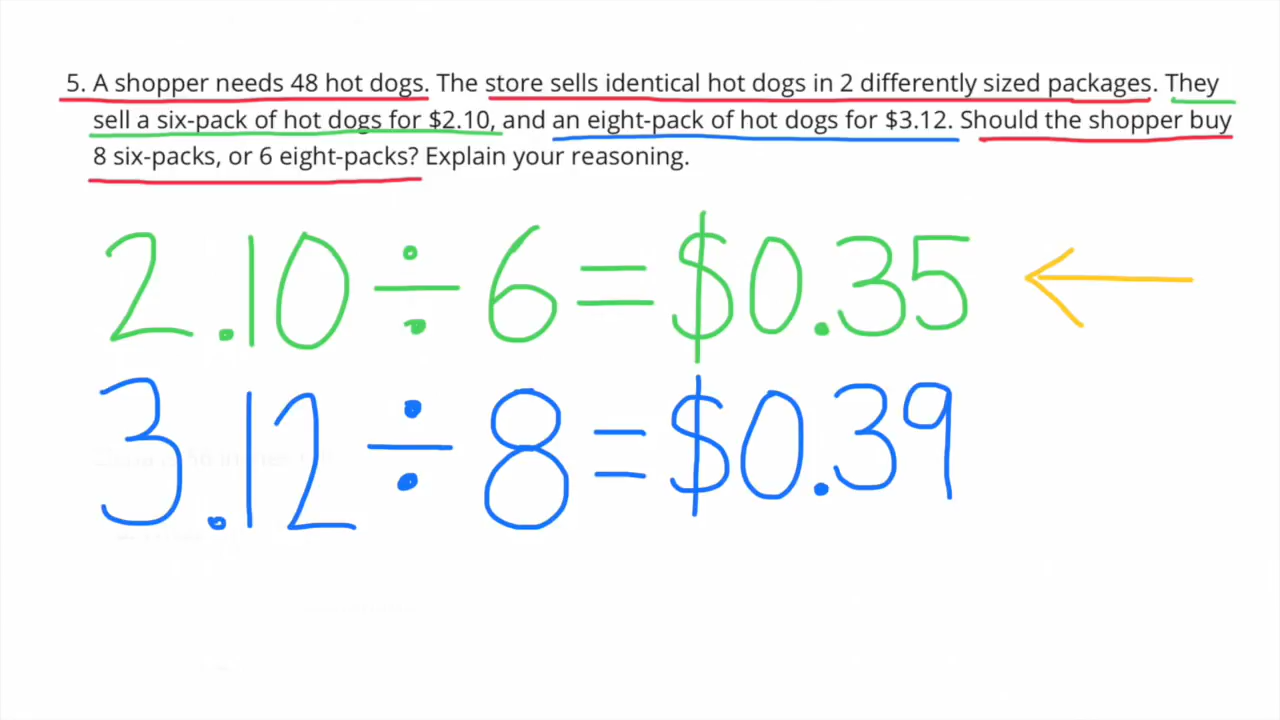 5. A shopper needs 48 hot dogs. The store sells identical hot dogs in 2 differently sized packages. They
sell a six-pack of hot dogs for $2.10, and an eight-pack of hot dogs for $3.12. Should the shopper buy
8 six-packs, or 6 eight-packs? Explain your reasoning.
2.10 ÷ 6 = $0.35
3.12 ÷ 8 = $0.39